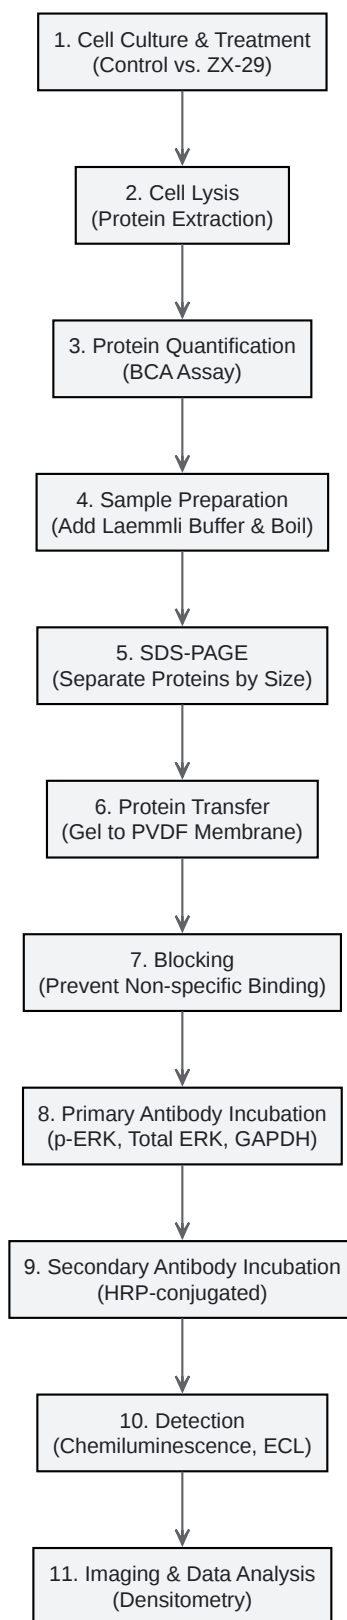 1. Cell Culture & Treatment
(Control vs. ZX-29)
2. Cell Lysis
(Protein Extraction)
3. Protein Quantification
(BCA Assay)
4. Sample Preparation
(Add Laemmli Buffer & Boil)
5. SDS-PAGE
(Separate Proteins by Size)
6. Protein Transfer
(Gel to PVDF Membrane)
7. Blocking
(Prevent Non-specific Binding)
8. Primary Antibody Incubation
(p-ERK, Total ERK, GAPDH)
9. Secondary Antibody Incubation
(HRP-conjugated)
10. Detection
(Chemiluminescence, ECL)
11. Imaging & Data Analysis
(Densitometry)